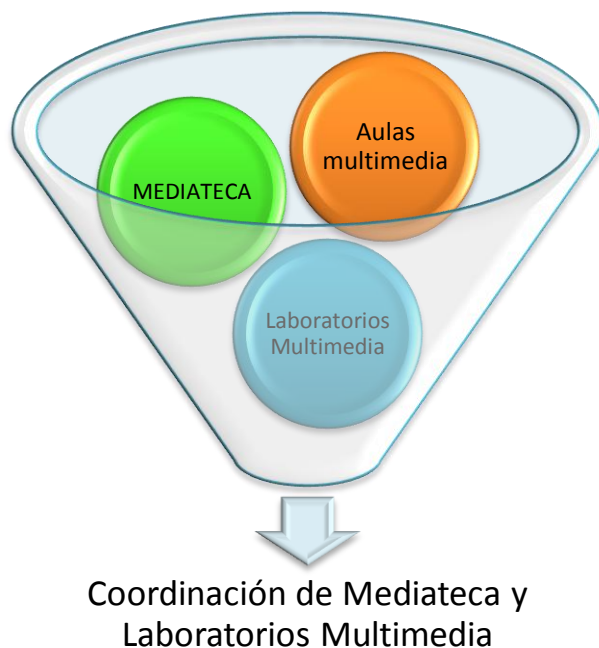 Aulas
multimedia
MEDIATECA
Laboratorios
Multimedia
Coordinación de Mediateca y
Laboratorios Multimedia